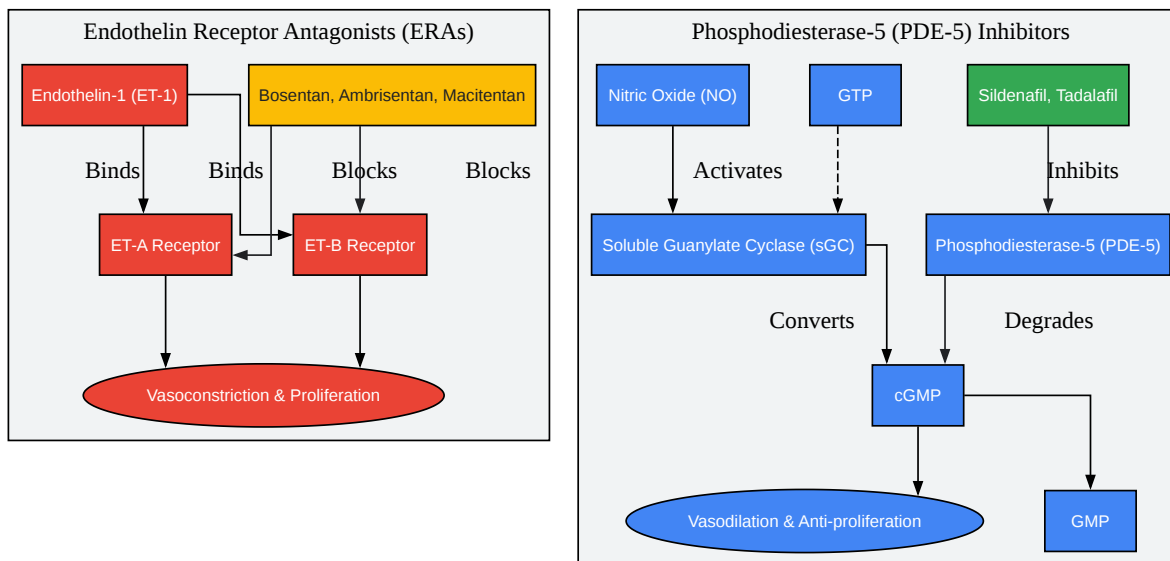 Endothelin Receptor Antagonists (ERAs)
Endothelin-1 (ET-1)
Bosentan, Ambrisentan, Macitentan
Binds
Binds
Blocks
Blocks
ET-A Receptor
ET-B Receptor
Vasoconstriction & Proliferation
Phosphodiesterase-5 (PDE-5) Inhibitors
Nitric Oxide (NO)
GTP
Sildenafil, Tadalafil
Activates
Inhibits
Soluble Guanylate Cyclase (sGC)
Phosphodiesterase-5 (PDE-5)
Converts
Degrades
cGMP
Vasodilation & Anti-proliferation
GMP